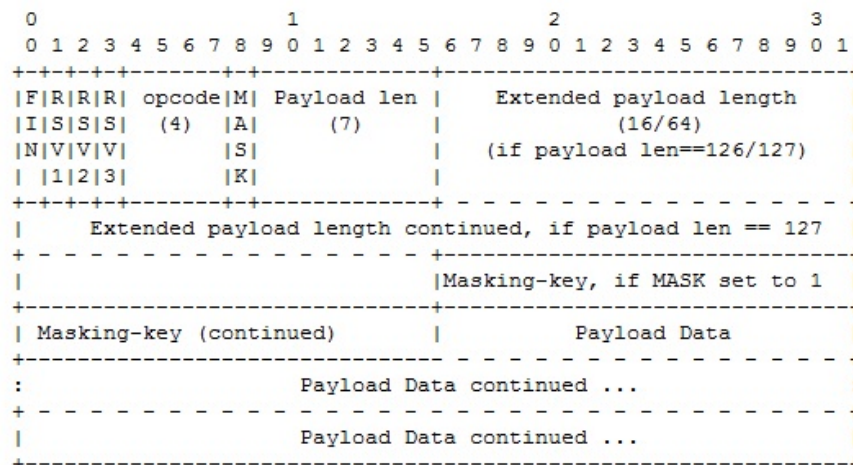 0                   1                   2                   3
 0 1 2 3 4 5 6 7 8 9 0 1 2 3 4 5 6 7 8 9 0 1 2 3 4 5 6 7 8 9 0 1
+-+-+-+-+-------+-+-------------+-------------------------------
|F|R|R|R| opcode|M| Payload len |    Extended payload length
|I|S|S|S|  (4)  |A|     (7)     |             (16/64)
|N|V|V|V|       |S|             |   (if payload len==126/127)
| |1|2|3|       |K|             |
+-+-+-+-+-------+-+-------------+ - - - - - - - - - - - - - - -
|     Extended payload length continued, if payload len == 127
+ - - - - - - - - - - - - - - - +-------------------------------
|                               |Masking-key, if MASK set to 1
+-------------------------------+-------------------------------
| Masking-key (continued)       |          Payload Data
+-------------------------------- - - - - - - - - - - - - - - -
:                     Payload Data continued ...
+ - - - - - - - - - - - - - - - - - - - - - - - - - - - - - - -
|                     Payload Data continued ...
+---------------------------------------------------------------